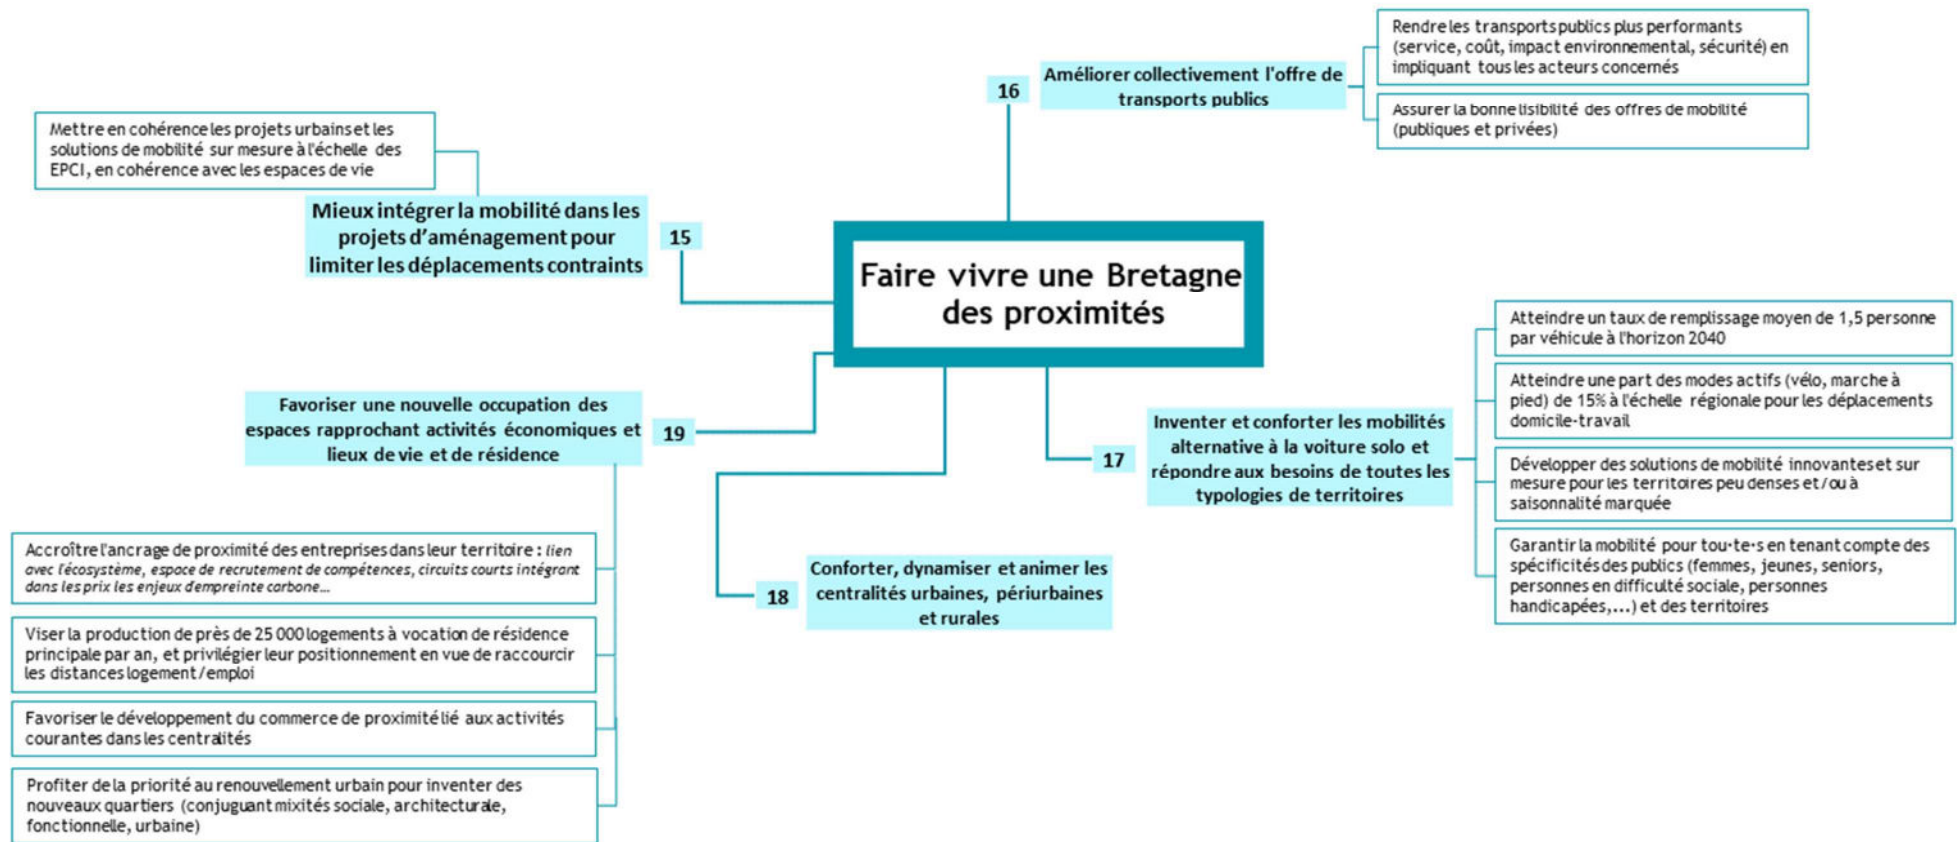 Faire vivre une Bretagne
des proximités
15
Mieux intégrer la mobilité dans les
projets d’aménagement pour
limiter les déplacements contraints
Mettre en cohérence les projets urbains et les
solutions de mobilité sur mesure à l'échelle des
EPCI, en cohérence avec les espaces de vie
16
Améliorer collectivement l'offre de
transports publics
Rendre les transports publics plus performants
(service, coût, impact environnemental, sécurité) en
impliquant tous les acteurs concernés
Assurer la bonne lisibilité des offres de mobilité
(publiques et privées)
17
Inventer et conforter les mobilités
alternative à la voiture solo et
répondre aux besoins de toutes les
typologies de territoires
Atteindre un taux de remplissage moyen de 1,5 personne
par véhicule à l'horizon 2040
Atteindre une part des modes actifs (vélo, marche à
pied) de 15% à l'échelle régionale pour les déplacements
domicile-travail
Développer des solutions de mobilité innovantes et sur
mesure pour les territoires peu denses et/ou à
saisonnalité marquée
Garantir la mobilité pour tou·te·s en tenant compte des
spécificités des publics (femmes, jeunes, seniors,
personnes en difficulté sociale, personnes
handicapées,...) et des territoires
18
Conforter, dynamiser et animer les
centralités urbaines, périurbaines
et rurales
19
Favoriser une nouvelle occupation des
espaces rapprochant activités économiques et
lieux de vie et de résidence
Accroître l'ancrage de proximité des entreprises dans leur territoire : lien
avec l'écosystème, espace de recrutement de compétences, circuits courts intégrant
dans les prix les enjeux d'empreinte carbone...
Viser la production de près de 25 000 logements à vocation de résidence
principale par an, et privilégier leur positionnement en vue de raccourcir
les distances logement/emploi
Favoriser le développement du commerce de proximité lié aux activités
courantes dans les centralités
Profiter de la priorité au renouvellement urbain pour inventer des
nouveaux quartiers (conjuguant mixités sociale, architecturale,
fonctionnelle, urbaine)